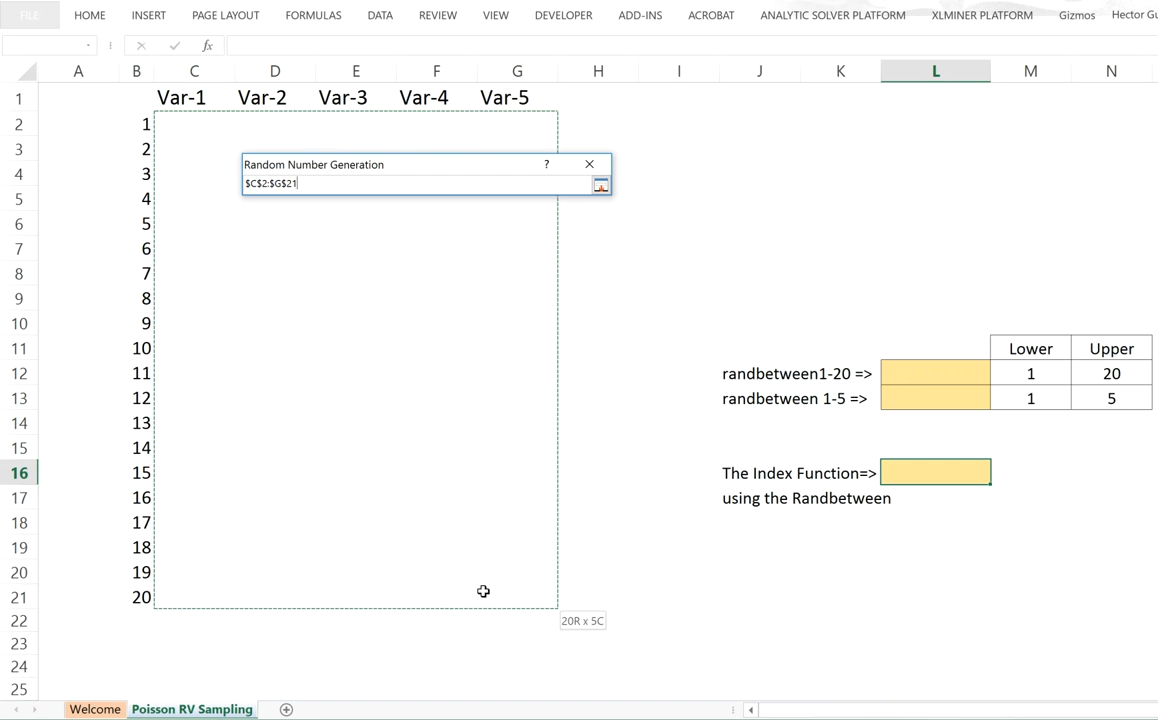 FILE HOME INSERT PAGE LAYOUT FORMULAS DATA REVIEW VIEW DEVELOPER ADD-INS ACROBAT ANALYTIC SOLVER PLATFORM XLMINER PLATFORM Gizmos Hector Gu
fx
A B C D E F G H I J K L M N
1 Var-1 Var-2 Var-3 Var-4 Var-5
2 1
3 2
Random Number Generation ? 
$C$2:$G$21
4 3
5 4
6 5
7 6
8 7
9 8
10 9
11 10 Lower Upper
12 11 randbetween1-20 => 1 20
13 12 randbetween 1-5 => 1 5
14 13
15 14
16 15 The Index Function=>
17 16 using the Randbetween
18 17
19 18
20 19
21 20
22 20R x 5C
23
24
25
Welcome Poisson RV Sampling